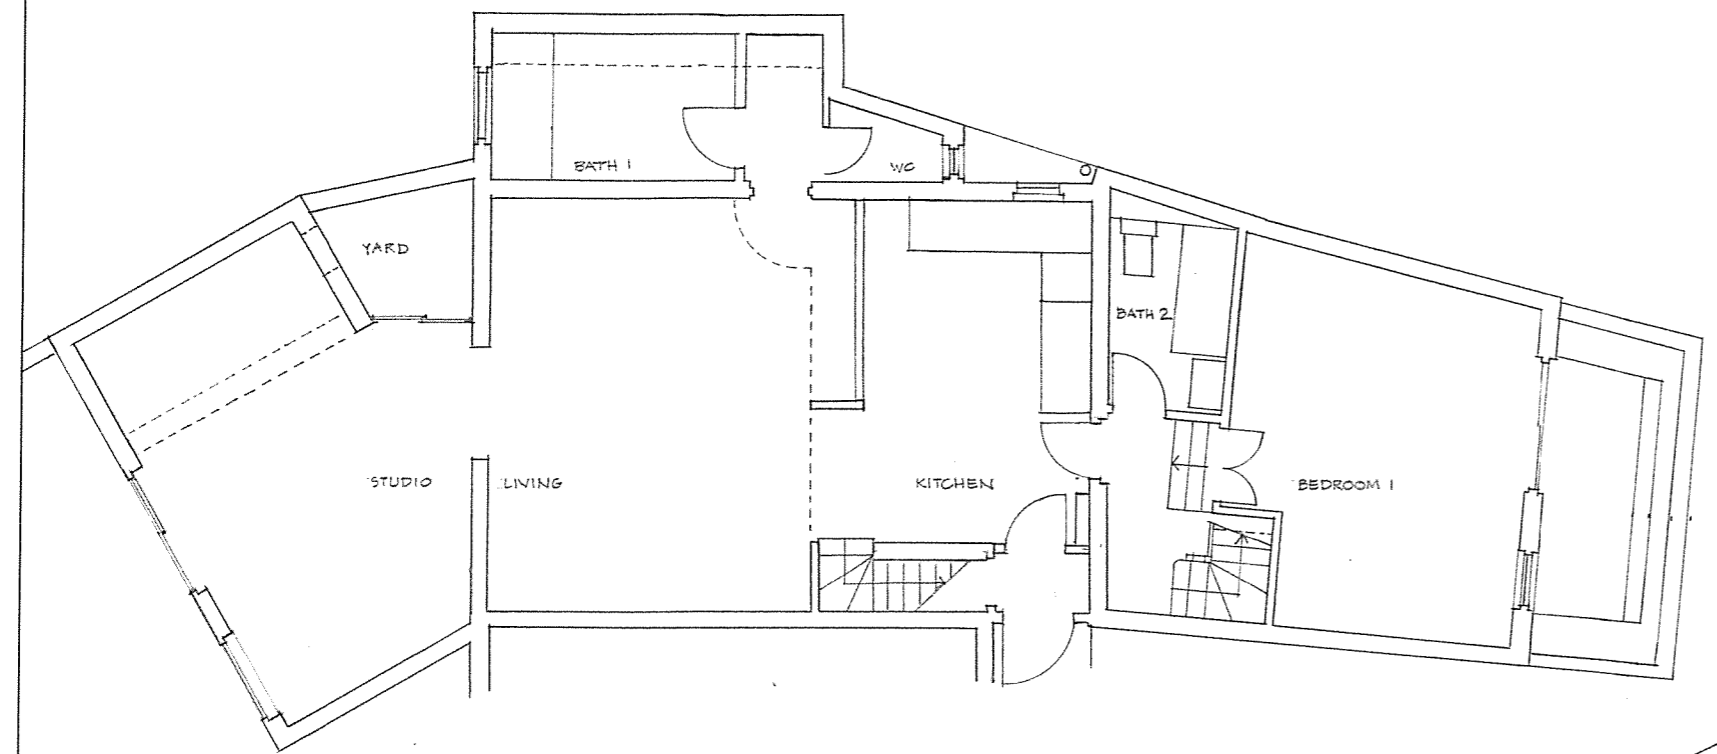 BATH 1
WC
YARD
BATH 2
STUDIO
LIVING
KITCHEN
BEDROOM 1